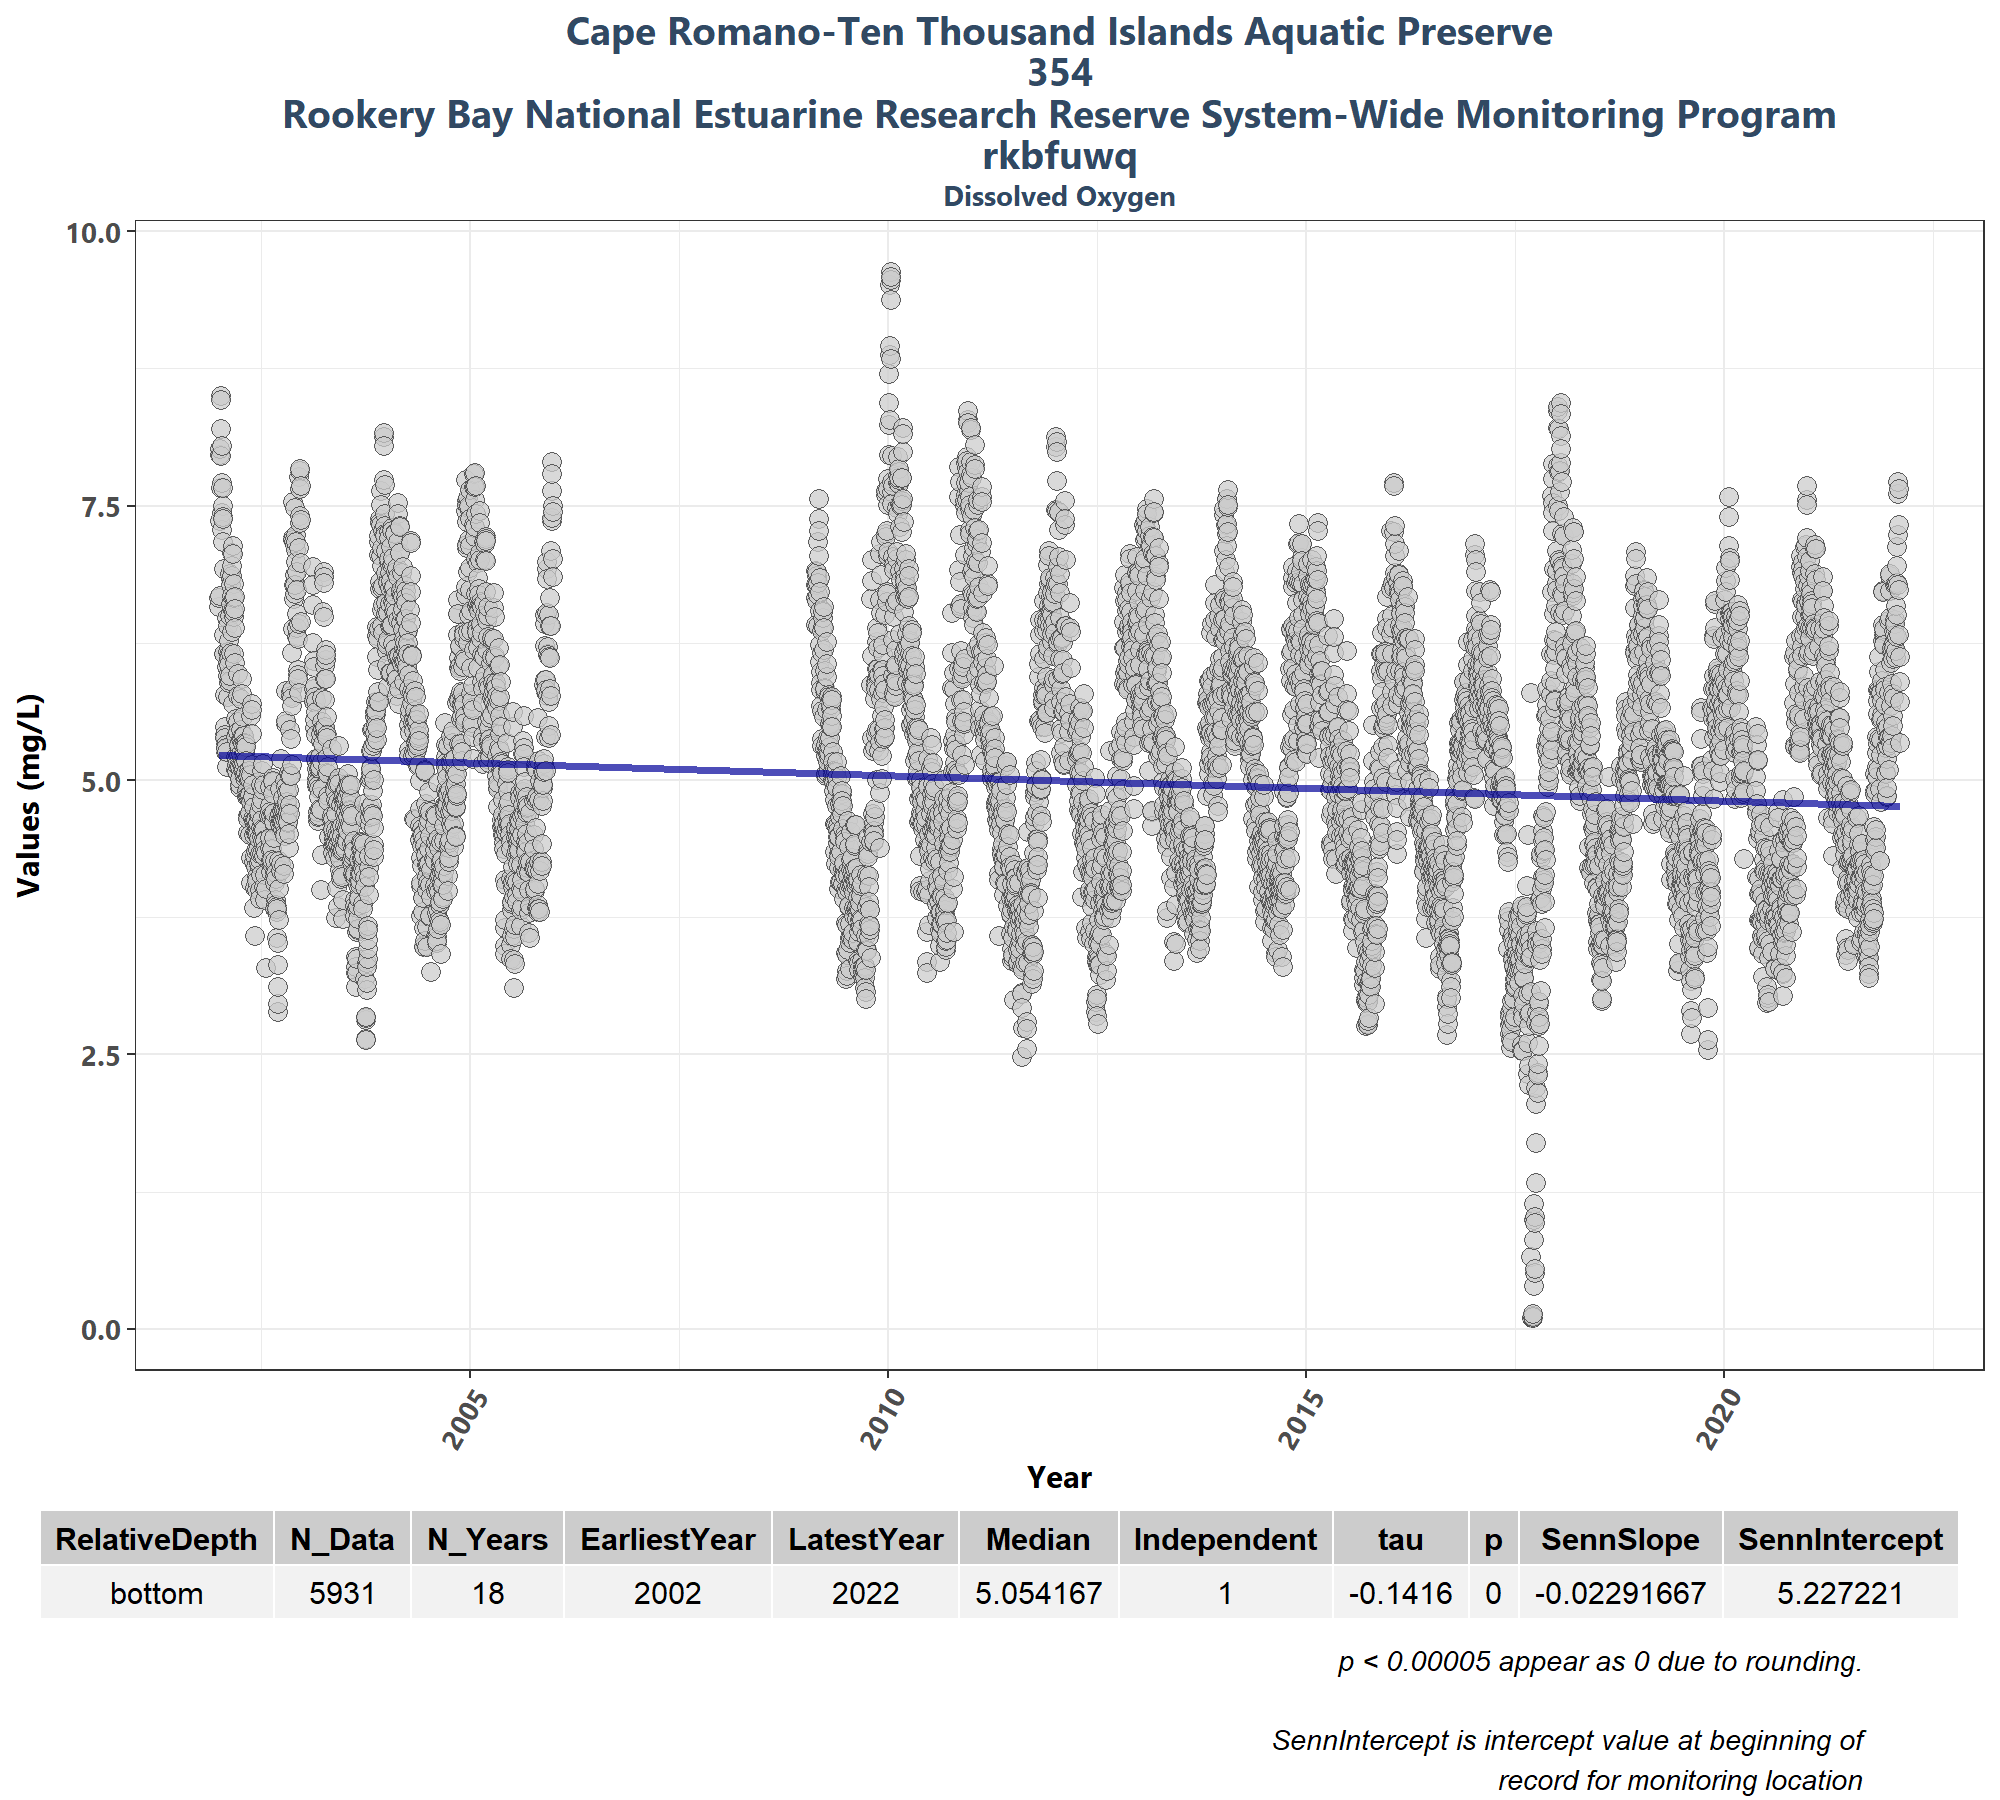 Cape Romano-Ten Thousand Islands Aquatic Preserve
354
Rookery Bay National Estuarine Research Reserve System-Wide Monitoring Program
rkbfuwq
Dissolved Oxygen
10.0
7.5
5.0
2.5
0.0
Values (mg/L)
2005 2010 2015 2020
Year
RelativeDepth N_Data N_Years EarliestYear LatestYear Median Independent tau p SennSlope SennIntercept
bottom 5931 18 2002 2022 5.054167 1 -0.1416 0 -0.02291667 5.227221
p < 0.00005 appear as 0 due to rounding.
SennIntercept is intercept value at beginning of
record for monitoring location